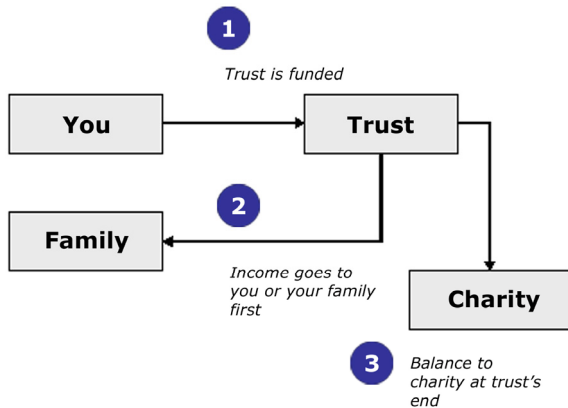 1
Trust is funded
You
Trust
2
Family
Income goes to
you or your family
first
Charity
3
Balance to
charity at trust's
end